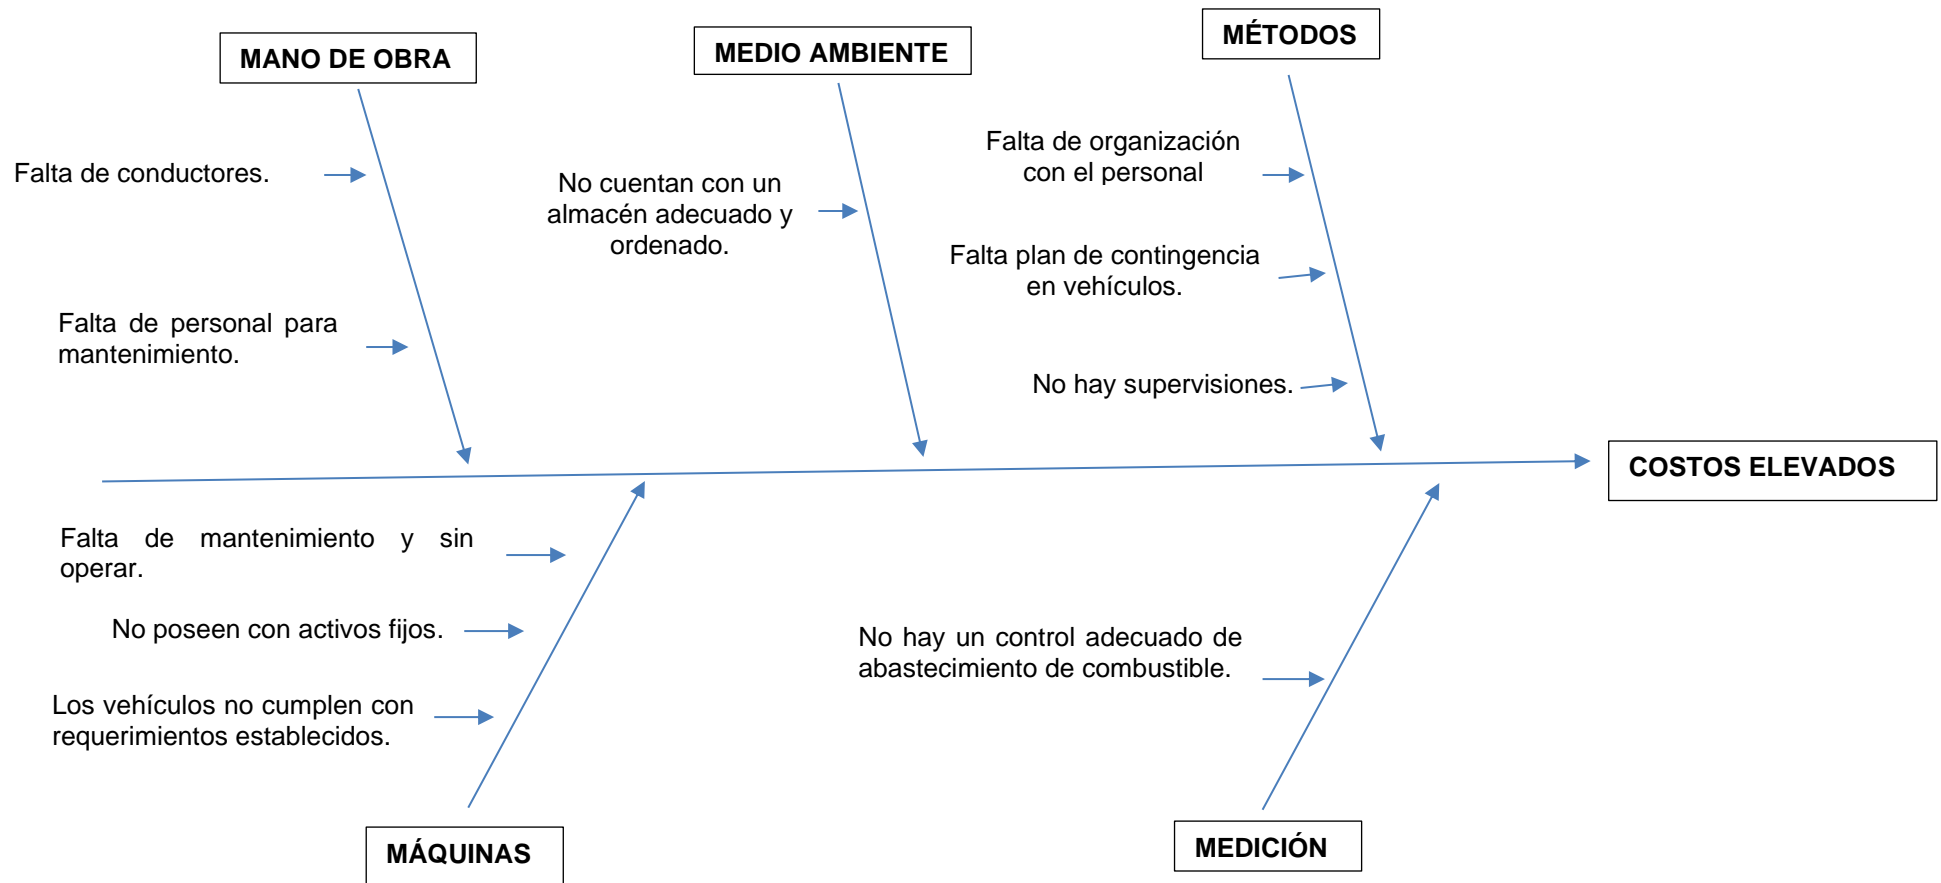 MANO DE OBRA
MEDIO AMBIENTE
MÉTODOS
Falta de conductores.
Falta de personal para
mantenimiento.
No cuentan con un
almacén adecuado y
ordenado.
Falta de organización
con el personal
Falta plan de contingencia
en vehículos.
No hay supervisiones.
COSTOS ELEVADOS
Falta de mantenimiento y sin
operar.
No poseen con activos fijos.
Los vehículos no cumplen con
requerimientos establecidos.
No hay un control adecuado de
abastecimiento de combustible.
MÁQUINAS
MEDICIÓN